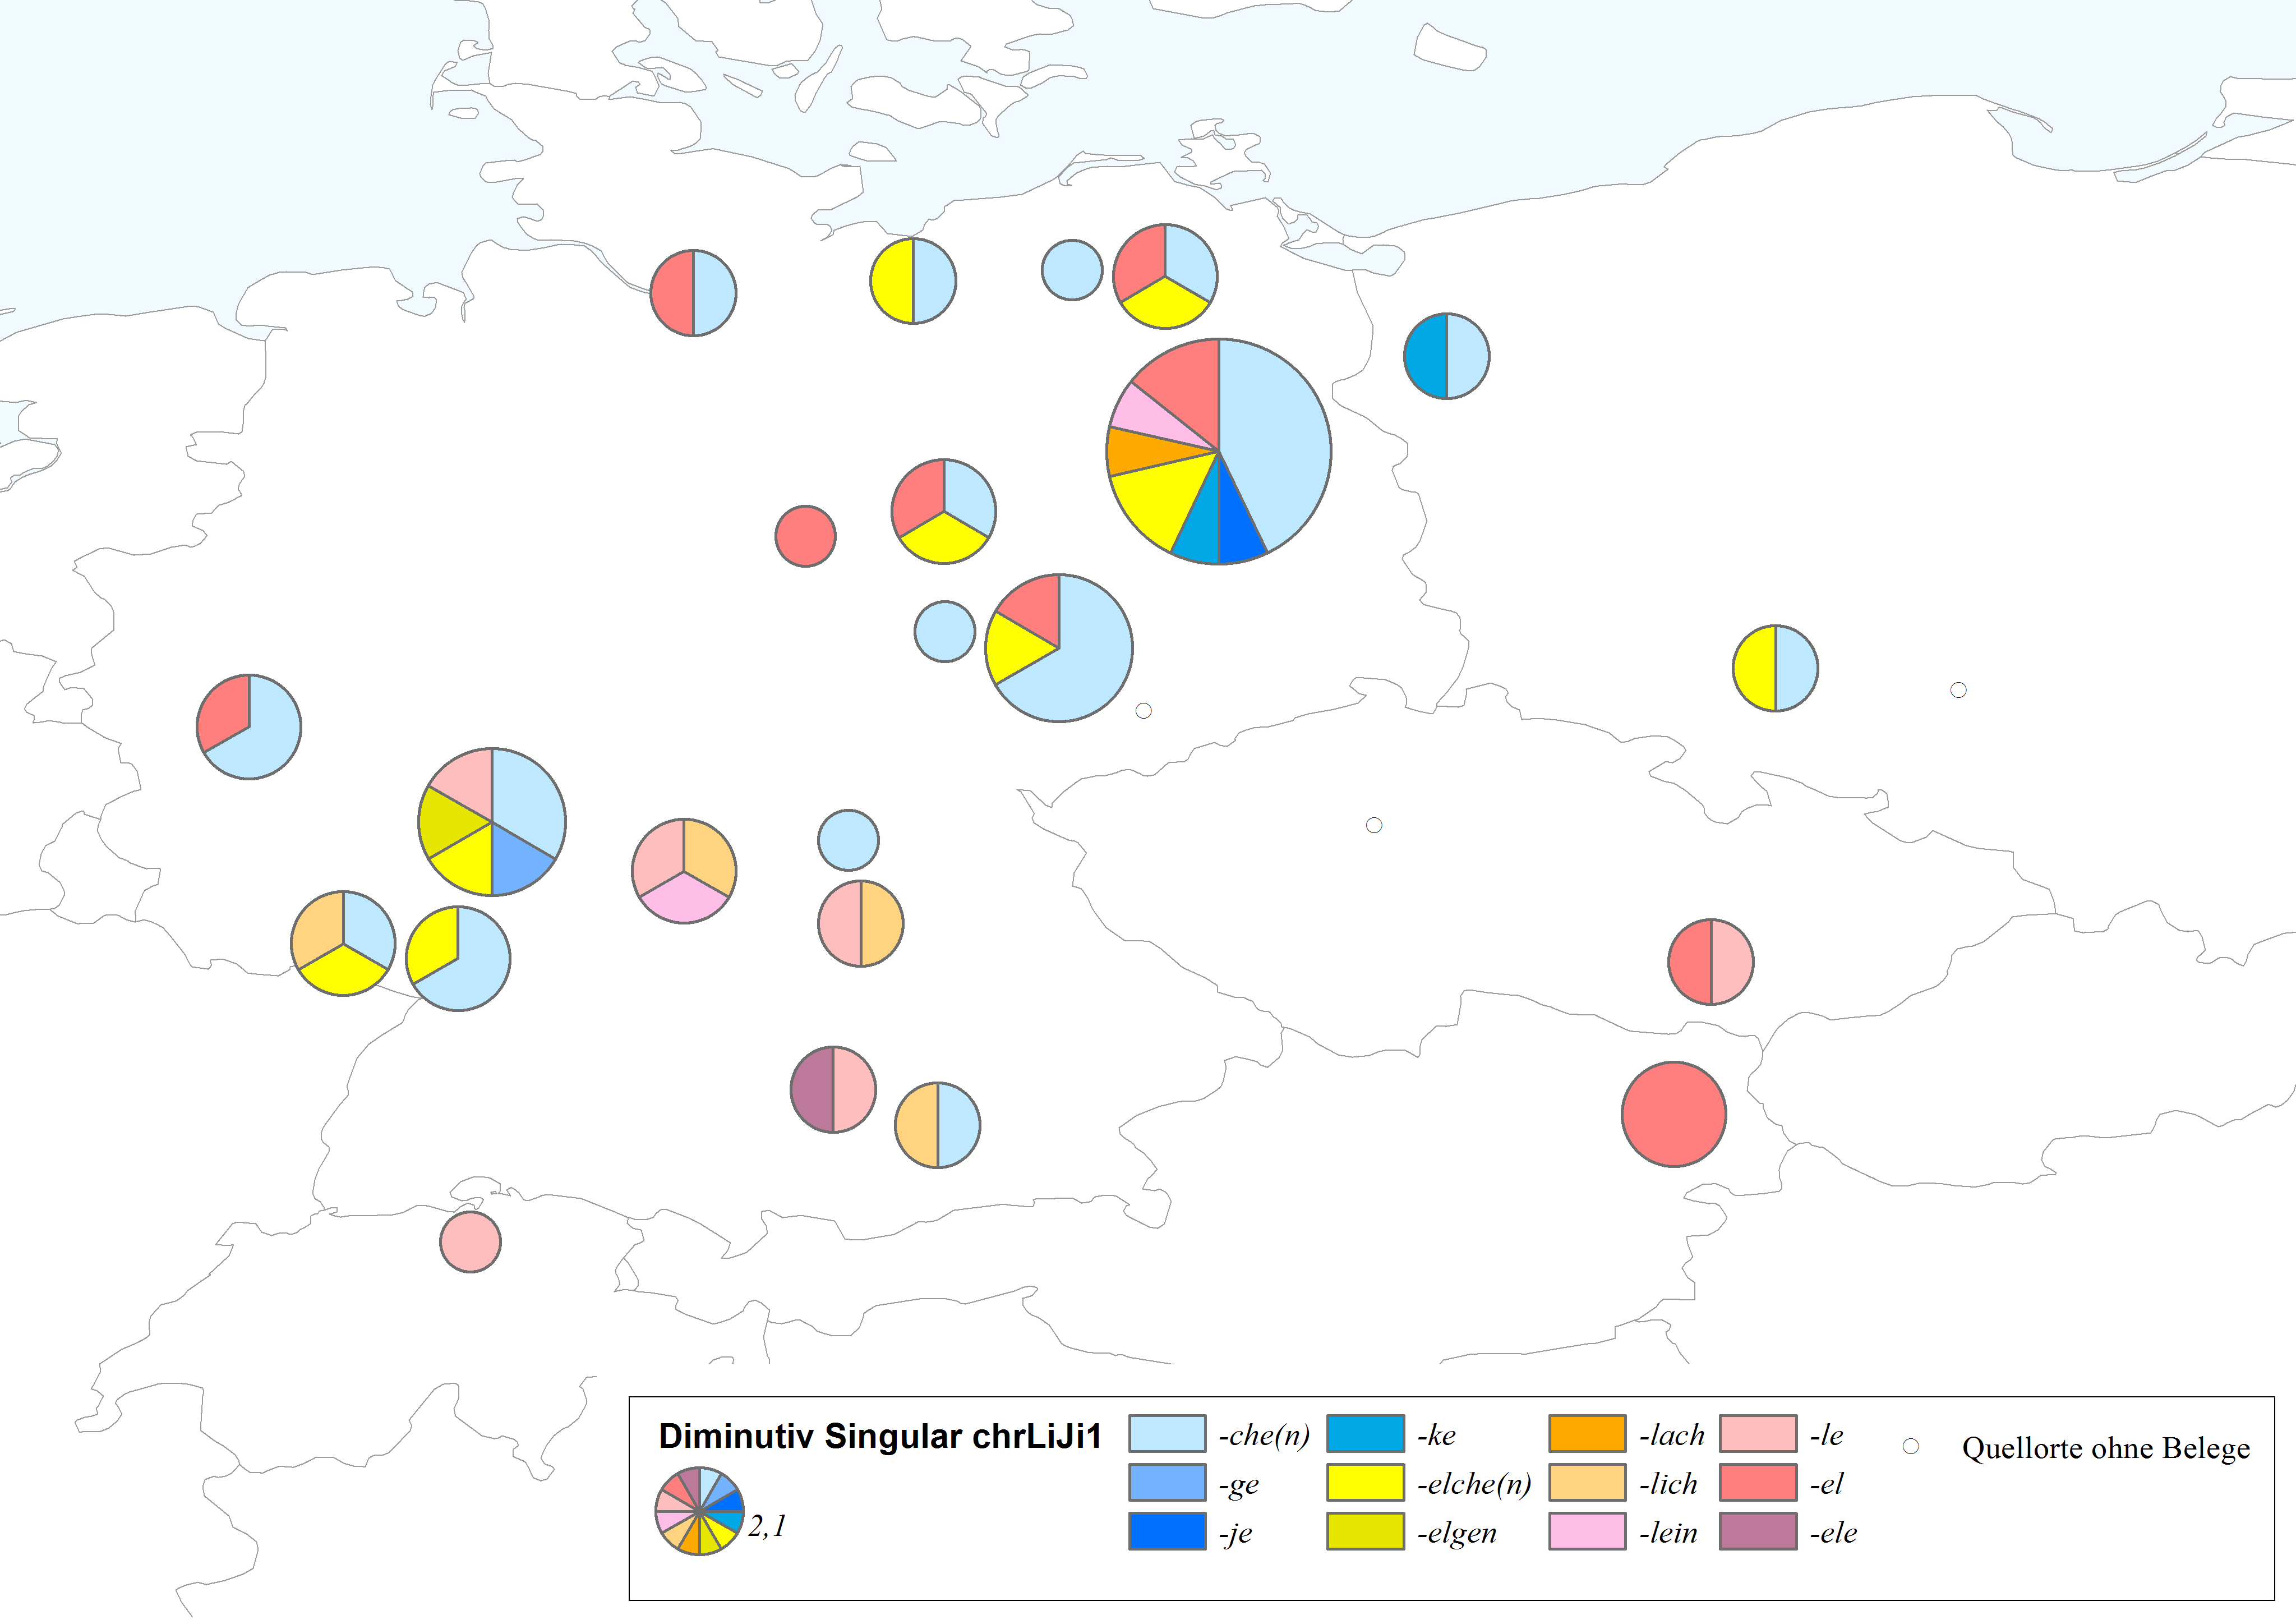 Diminutiv Singular chrLiJi1
2,1
-che(n)
-ge
-je
-ke
-elche(n)
-elgen
-lach
-lich
-lein
-le
-el
-ele
Quellorte ohne Belege